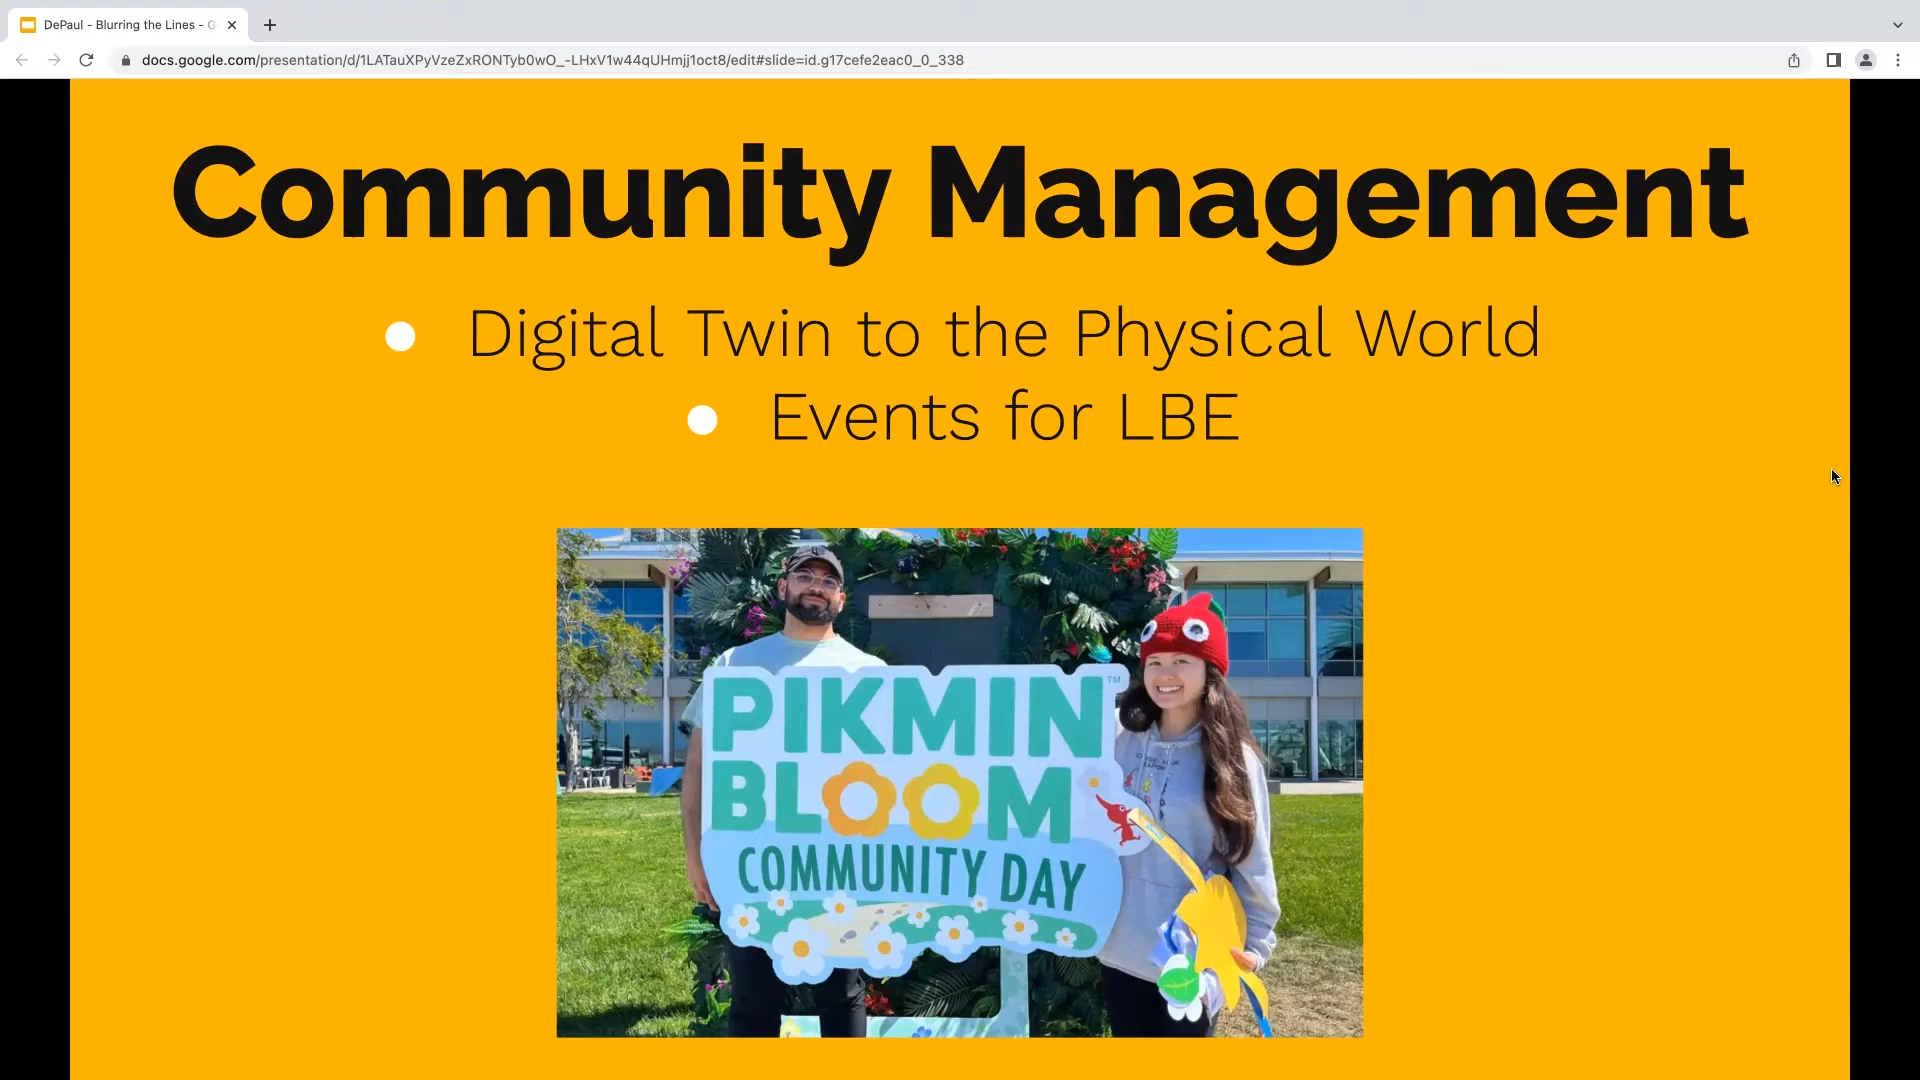 DePaul - Blurring the Lines - G
docs.google.com/presentation/d/1LATauXPyVzeZxRONTyb0wO_-LHxV1w44qUHmjj1oct8/edit#slide=id.g17cefe2eac0_0_338
Community Management
● Digital Twin to the Physical World
● Events for LBE
PIKMIN™
BLOOM
COMMUNITY DAY